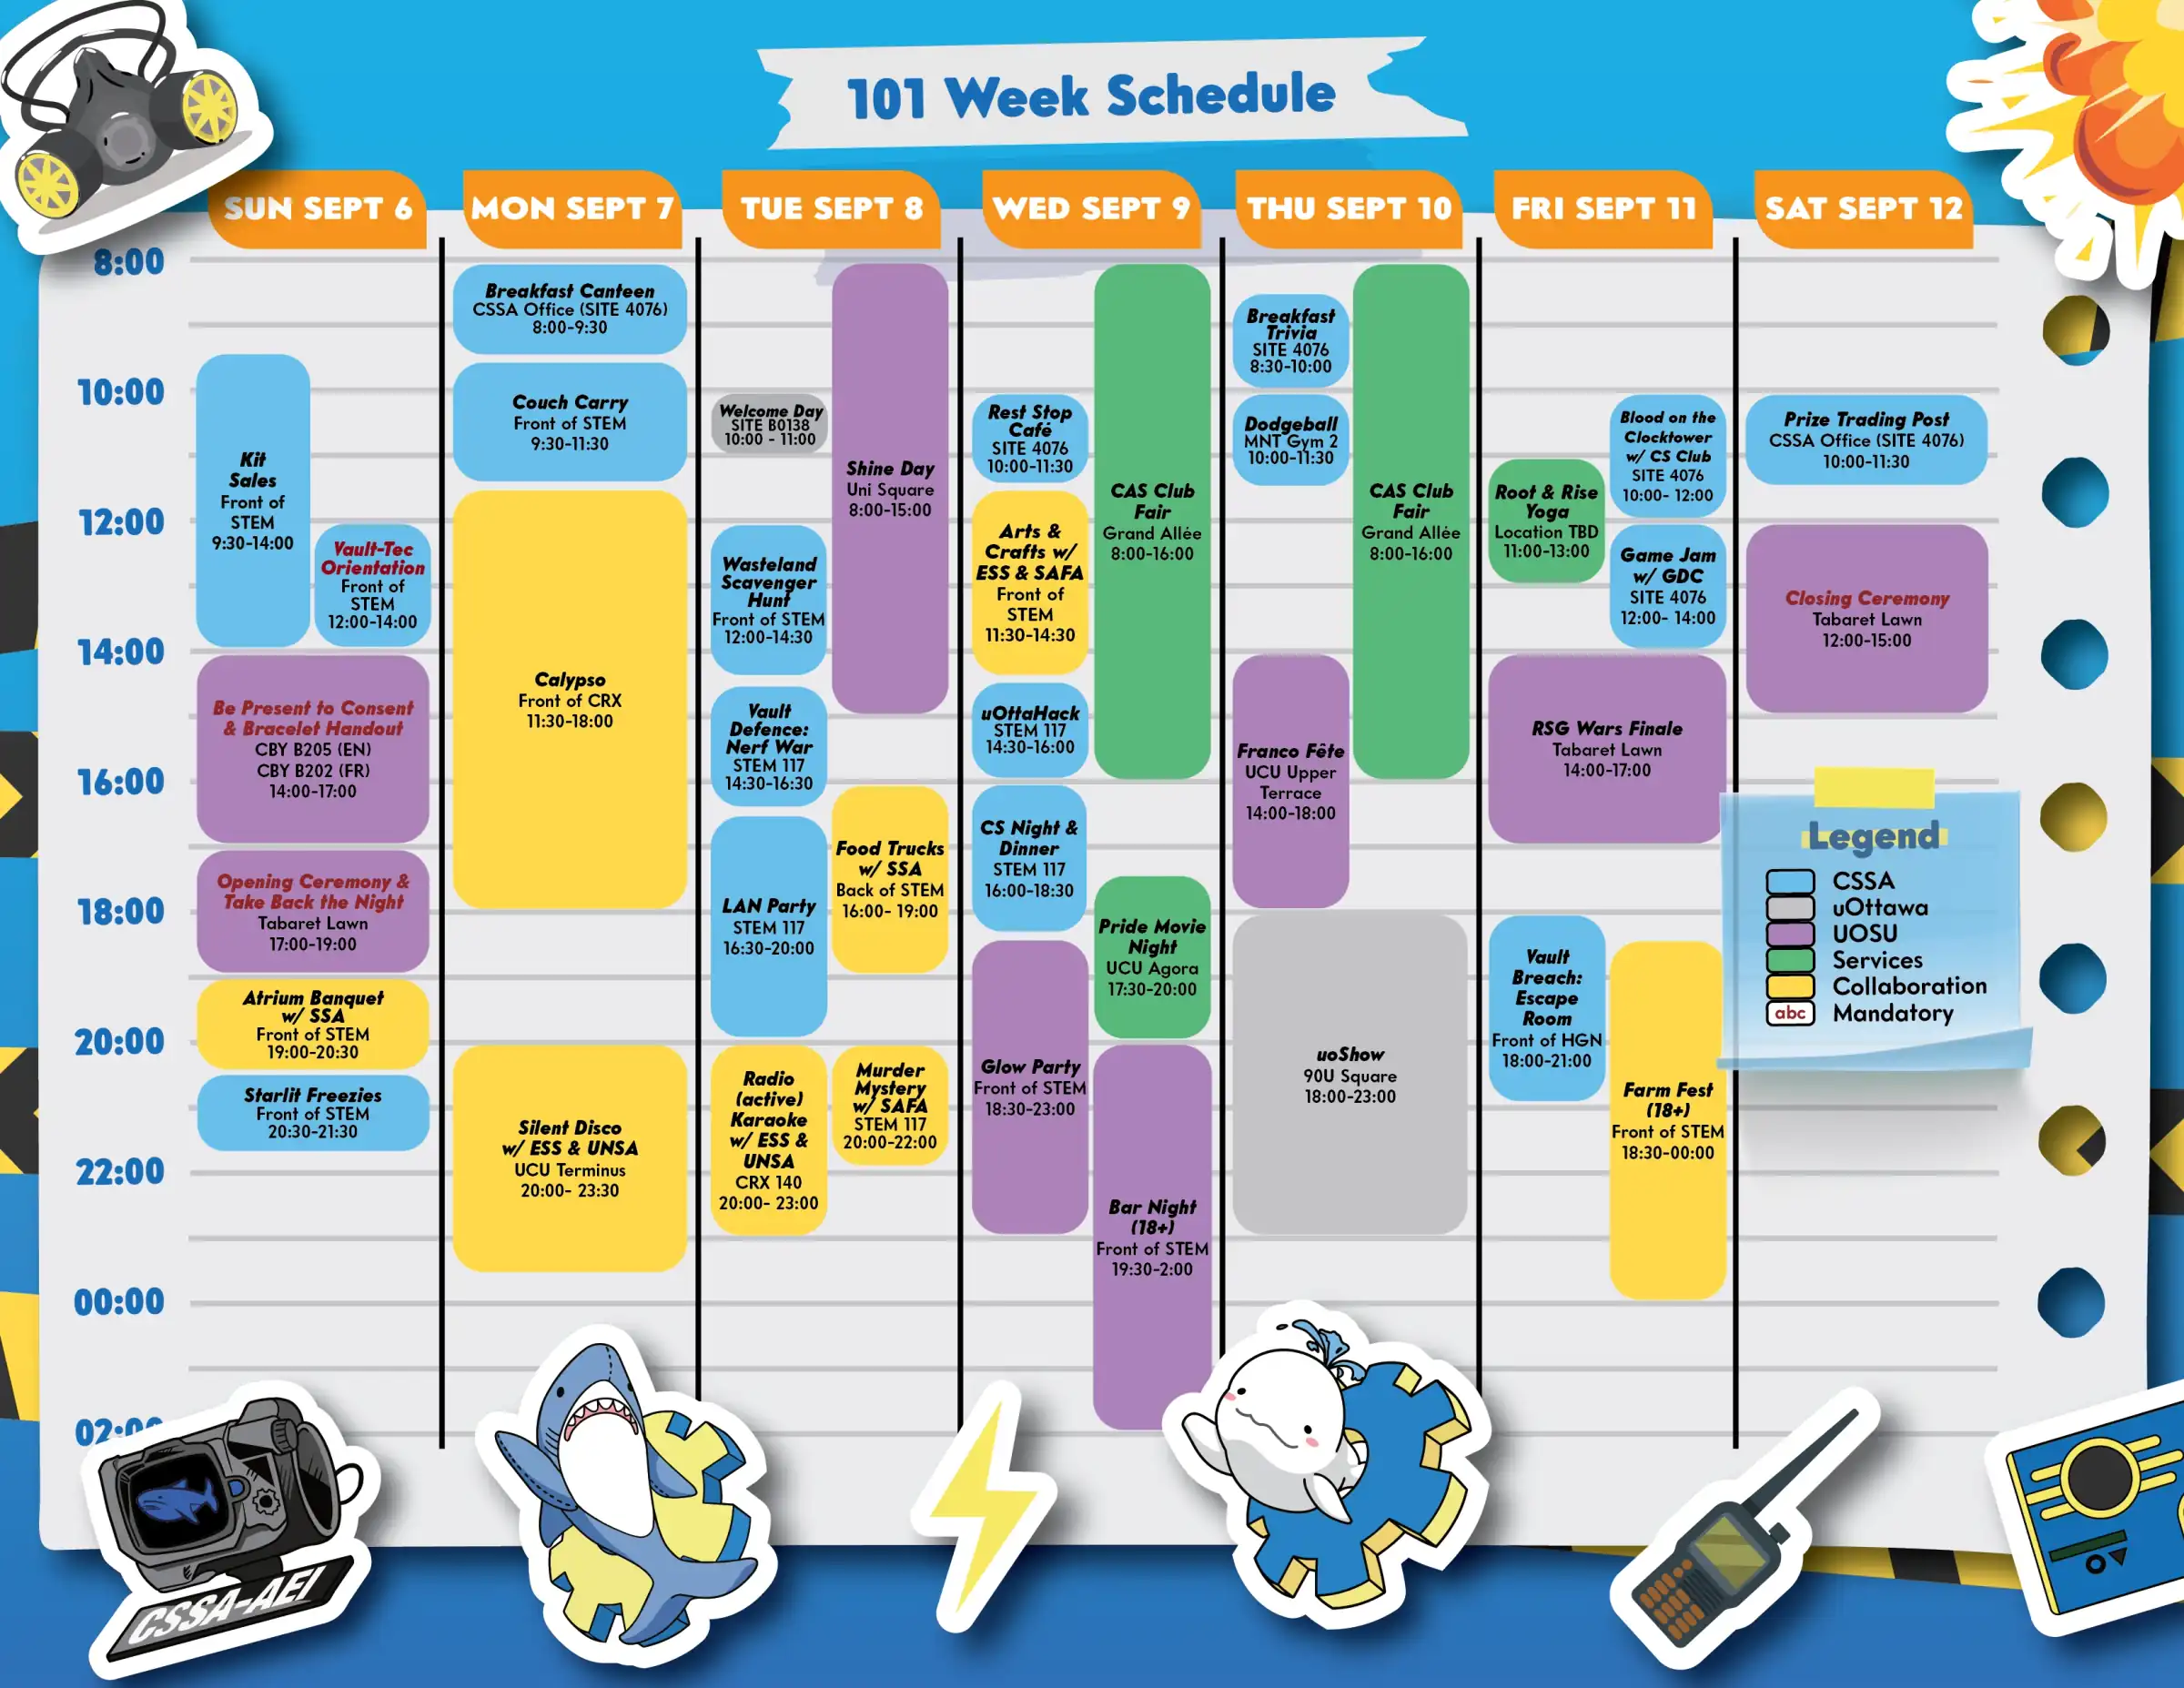 101 Week Schedule
SUN SEPT 6
MON SEPT 7
TUE SEPT 8
WED SEPT 9
THU SEPT 10
FRI SEPT 11
SAT SEPT 12
8:00
10:00
12:00
14:00
16:00
18:00
20:00
22:00
00:00
02:00
Kit
Sales
Front of
STEM
9:30-14:00
Vault-Tec
Orientation
Front of
STEM
12:00-14:00
Be Present to Consent
& Bracelet Handout
CBY B205 (EN)
CBY B202 (FR)
14:00-17:00
Opening Ceremony &
Take Back the Night
Tabaret Lawn
17:00-19:00
Atrium Banquet
w/ SSA
Front of STEM
19:00-20:30
Starlit Freezies
Front of STEM
20:30-21:30
Breakfast Canteen
CSSA Office (SITE 4076)
8:00-9:30
Couch Carry
Front of STEM
9:30-11:30
Calypso
Front of CRX
11:30-18:00
Silent Disco
w/ ESS & UNSA
UCU Terminus
20:00- 23:30
Welcome Day
SITE B0138
10:00 - 11:00
Shine Day
Uni Square
8:00-15:00
Wasteland
Scavenger
Hunt
Front of STEM
12:00-14:30
Vault
Defence:
Nerf War
STEM 117
14:30-16:30
LAN Party
STEM 117
16:30-20:00
Food Trucks
w/ SSA
Back of STEM
16:00- 19:00
Radio
(active)
Karaoke
w/ ESS &
UNSA
CRX 140
20:00- 23:00
Murder
Mystery
w/ SAFA
STEM 117
20:00-22:00
Rest Stop
Café
SITE 4076
10:00-11:30
Arts &
Crafts w/
ESS & SAFA
Front of
STEM
11:30-14:30
uOttaHack
STEM 117
14:30-16:00
CS Night &
Dinner
STEM 117
16:00-18:30
Glow Party
Front of STEM
18:30-23:00
CAS Club
Fair
Grand Allée
8:00-16:00
Pride Movie
Night
UCU Agora
17:30-20:00
Bar Night
(18+)
Front of STEM
19:30-2:00
Breakfast
Trivia
SITE 4076
8:30-10:00
Dodgeball
MNT Gym 2
10:00-11:30
CAS Club
Fair
Grand Allée
8:00-16:00
Franco Fête
UCU Upper
Terrace
14:00-18:00
uoShow
90U Square
18:00-23:00
Root & Rise
Yoga
Location TBD
11:00-13:00
Blood on the
Clocktower
w/ CS Club
SITE 4076
10:00- 12:00
Game Jam
w/ GDC
SITE 4076
12:00- 14:00
RSG Wars Finale
Tabaret Lawn
14:00-17:00
Vault
Breach:
Escape
Room
Front of HGN
18:00-21:00
Farm Fest
(18+)
Front of STEM
18:30-00:00
Prize Trading Post
CSSA Office (SITE 4076)
10:00-11:30
Closing Ceremony
Tabaret Lawn
12:00-15:00
Legend
CSSA
uOttawa
UOSU
Services
Collaboration
abc Mandatory
CSSA-AEI